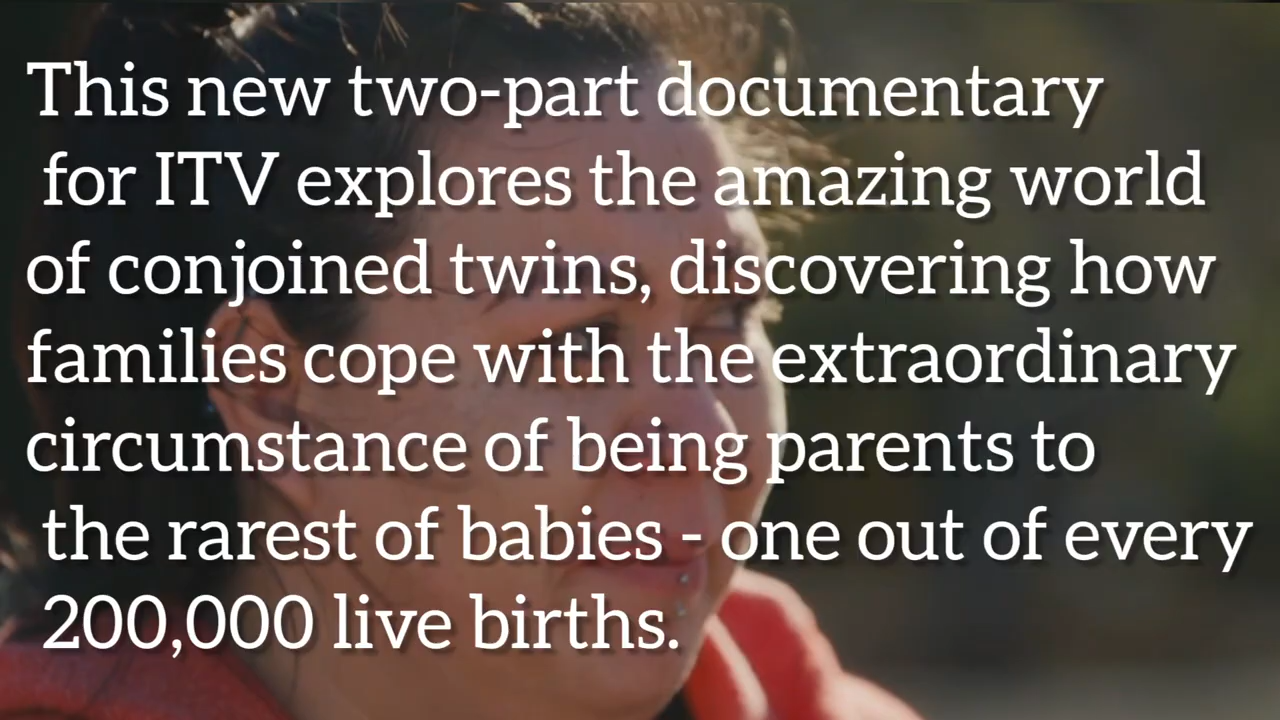 This new two-part documentary
for ITV explores the amazing world
of conjoined twins, discovering how
families cope with the extraordinary
circumstance of being parents to
the rarest of babies - one out of every
200,000 live births.